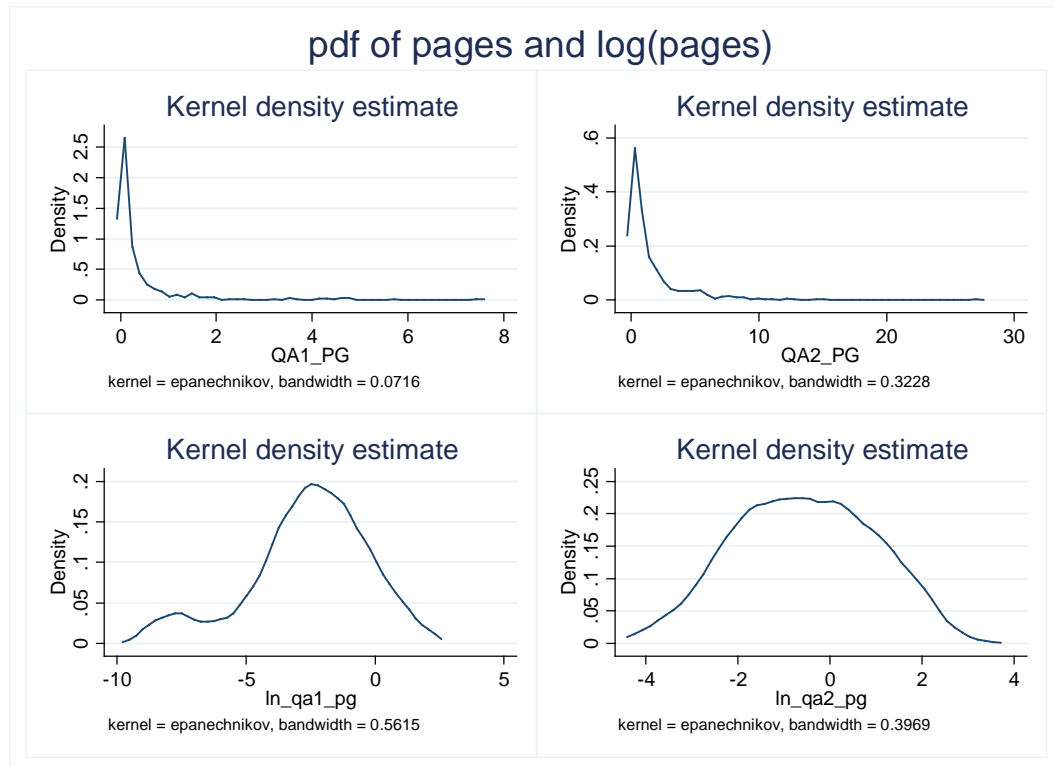 pdf of pages and log(pages)
Kernel density estimate
Density
0 .5 1 1.5 2 2.5
0 2 4 6 8
QA1_PG
kernel = epanechnikov, bandwidth = 0.0716
Kernel density estimate
Density
0 .2 .4 .6
0 10 20 30
QA2_PG
kernel = epanechnikov, bandwidth = 0.3228
Kernel density estimate
Density
0 .05 .1 .15 .2
-10 -5 0 5
ln_qa1_pg
kernel = epanechnikov, bandwidth = 0.5615
Kernel density estimate
Density
0 .05 .1 .15 .2 .25
-4 -2 0 2 4
ln_qa2_pg
kernel = epanechnikov, bandwidth = 0.3969